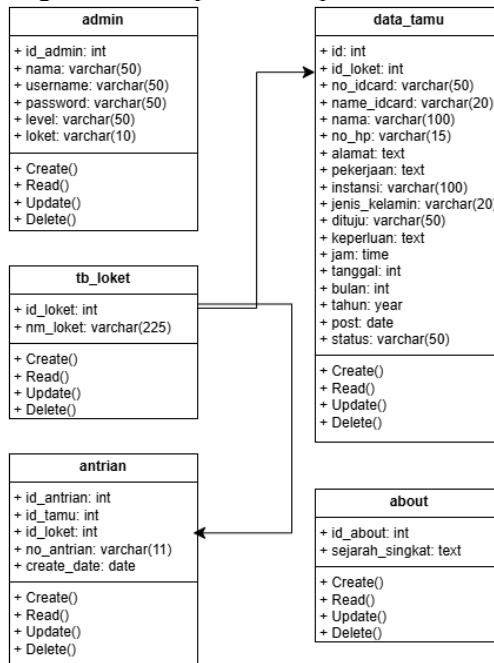 admin
+ id_admin: int
+ nama: varchar(50)
+ username: varchar(50)
+ password: varchar(50)
+ level: varchar(50)
+ loket: varchar(10)
+ Create()
+ Read()
+ Update()
+ Delete()
tb_loket
+ id_loket: int
+ nm_loket: varchar(225)
+ Create()
+ Read()
+ Update()
+ Delete()
antrian
+ id_antrian: int
+ id_tamu: int
+ id_loket: int
+ no_antrian: varchar(11)
+ create_date: date
+ Create()
+ Read()
+ Update()
+ Delete()
data_tamu
+ id: int
+ id_loket: int
+ no_idcard: varchar(50)
+ name_idcard: varchar(20)
+ nama: varchar(100)
+ no_hp: varchar(15)
+ alamat: text
+ pekerjaan: text
+ instansi: varchar(100)
+ jenis_kelamin: varchar(20)
+ dituju: varchar(50)
+ keperluan: text
+ jam: time
+ tanggal: int
+ bulan: int
+ tahun: year
+ post: date
+ status: varchar(50)
+ Create()
+ Read()
+ Update()
+ Delete()
about
+ id_about: int
+ sejarah_singkat: text
+ Create()
+ Read()
+ Update()
+ Delete()